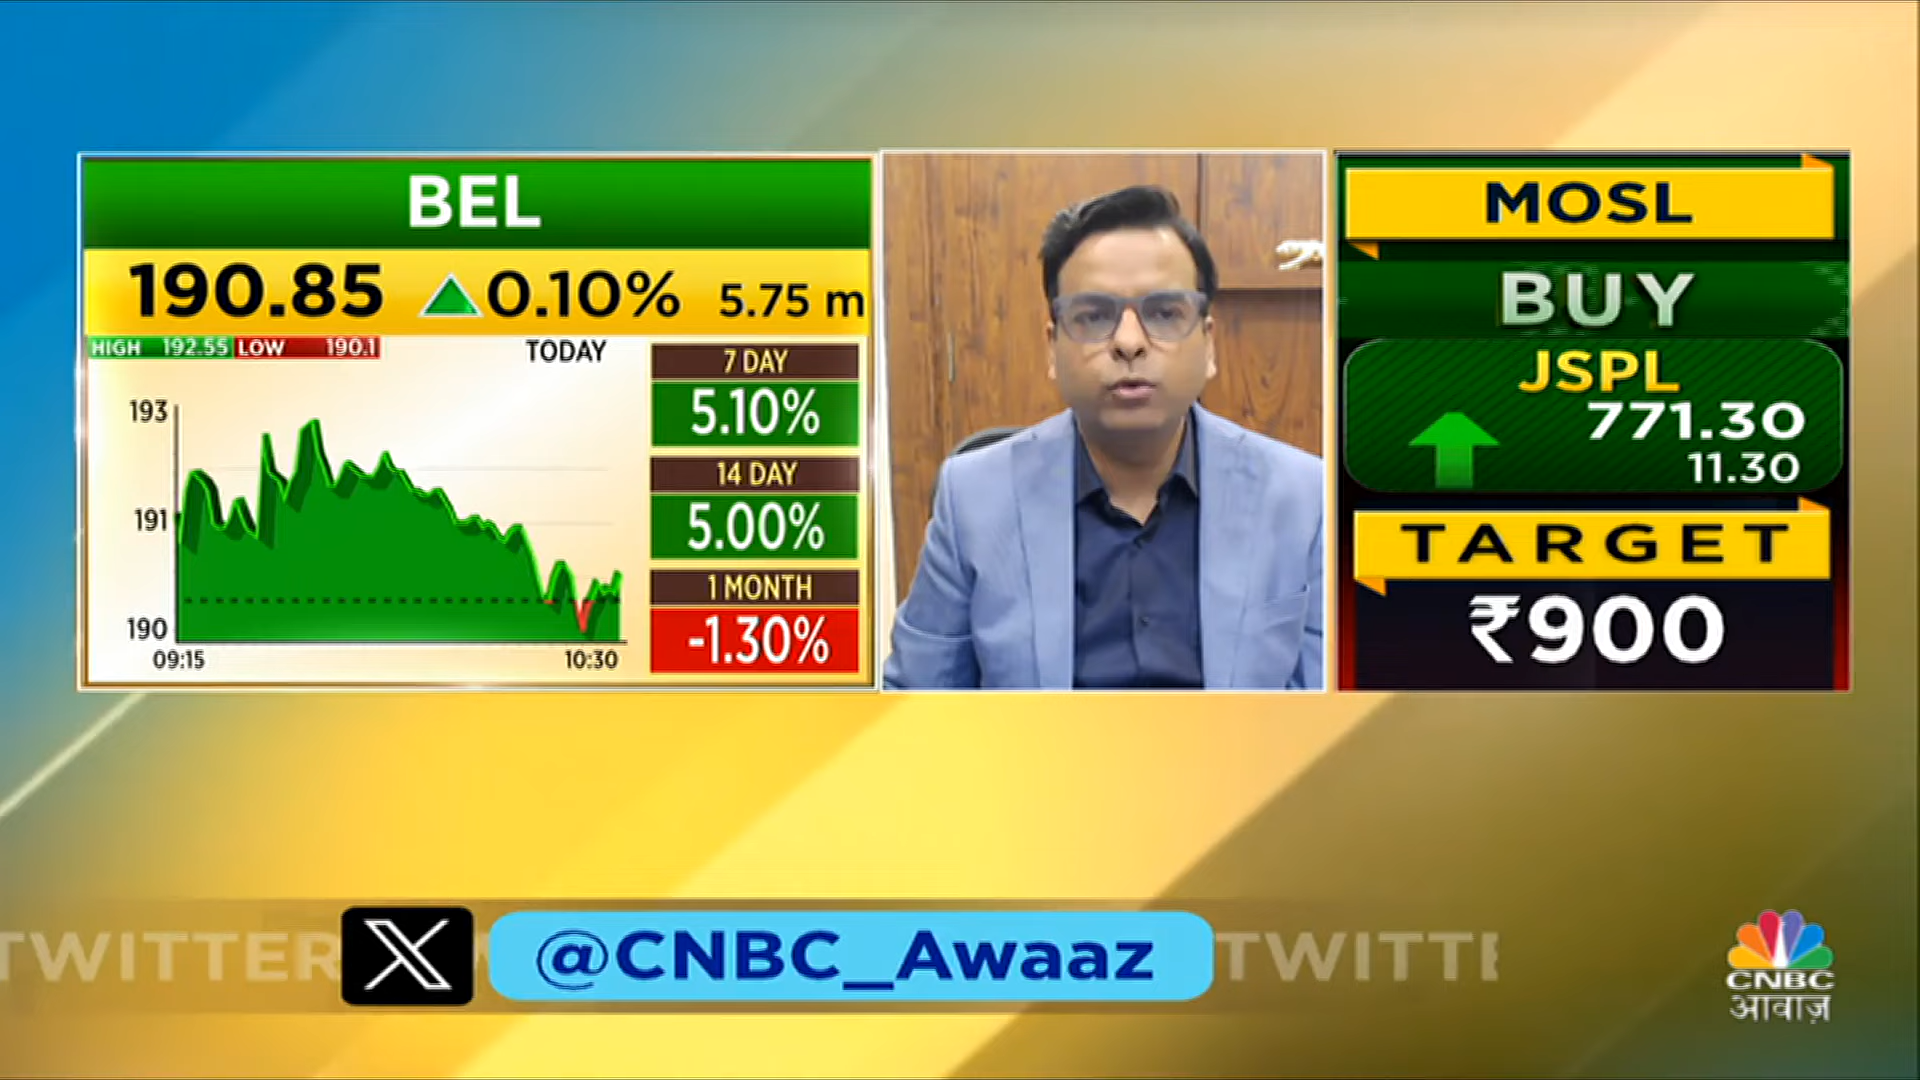 BEL
190.85 ▲0.10% 5.75 m
HIGH 192.55 LOW 190.1
TODAY
193
191
190
09:15
10:30
7 DAY
5.10%
14 DAY
5.00%
1 MONTH
-1.30%
MOSL
BUY
JSPL
771.30
11.30
TARGET
₹900
TWITTER
X
@CNBC_Awaaz
TWITT
CNBC
आवाज़